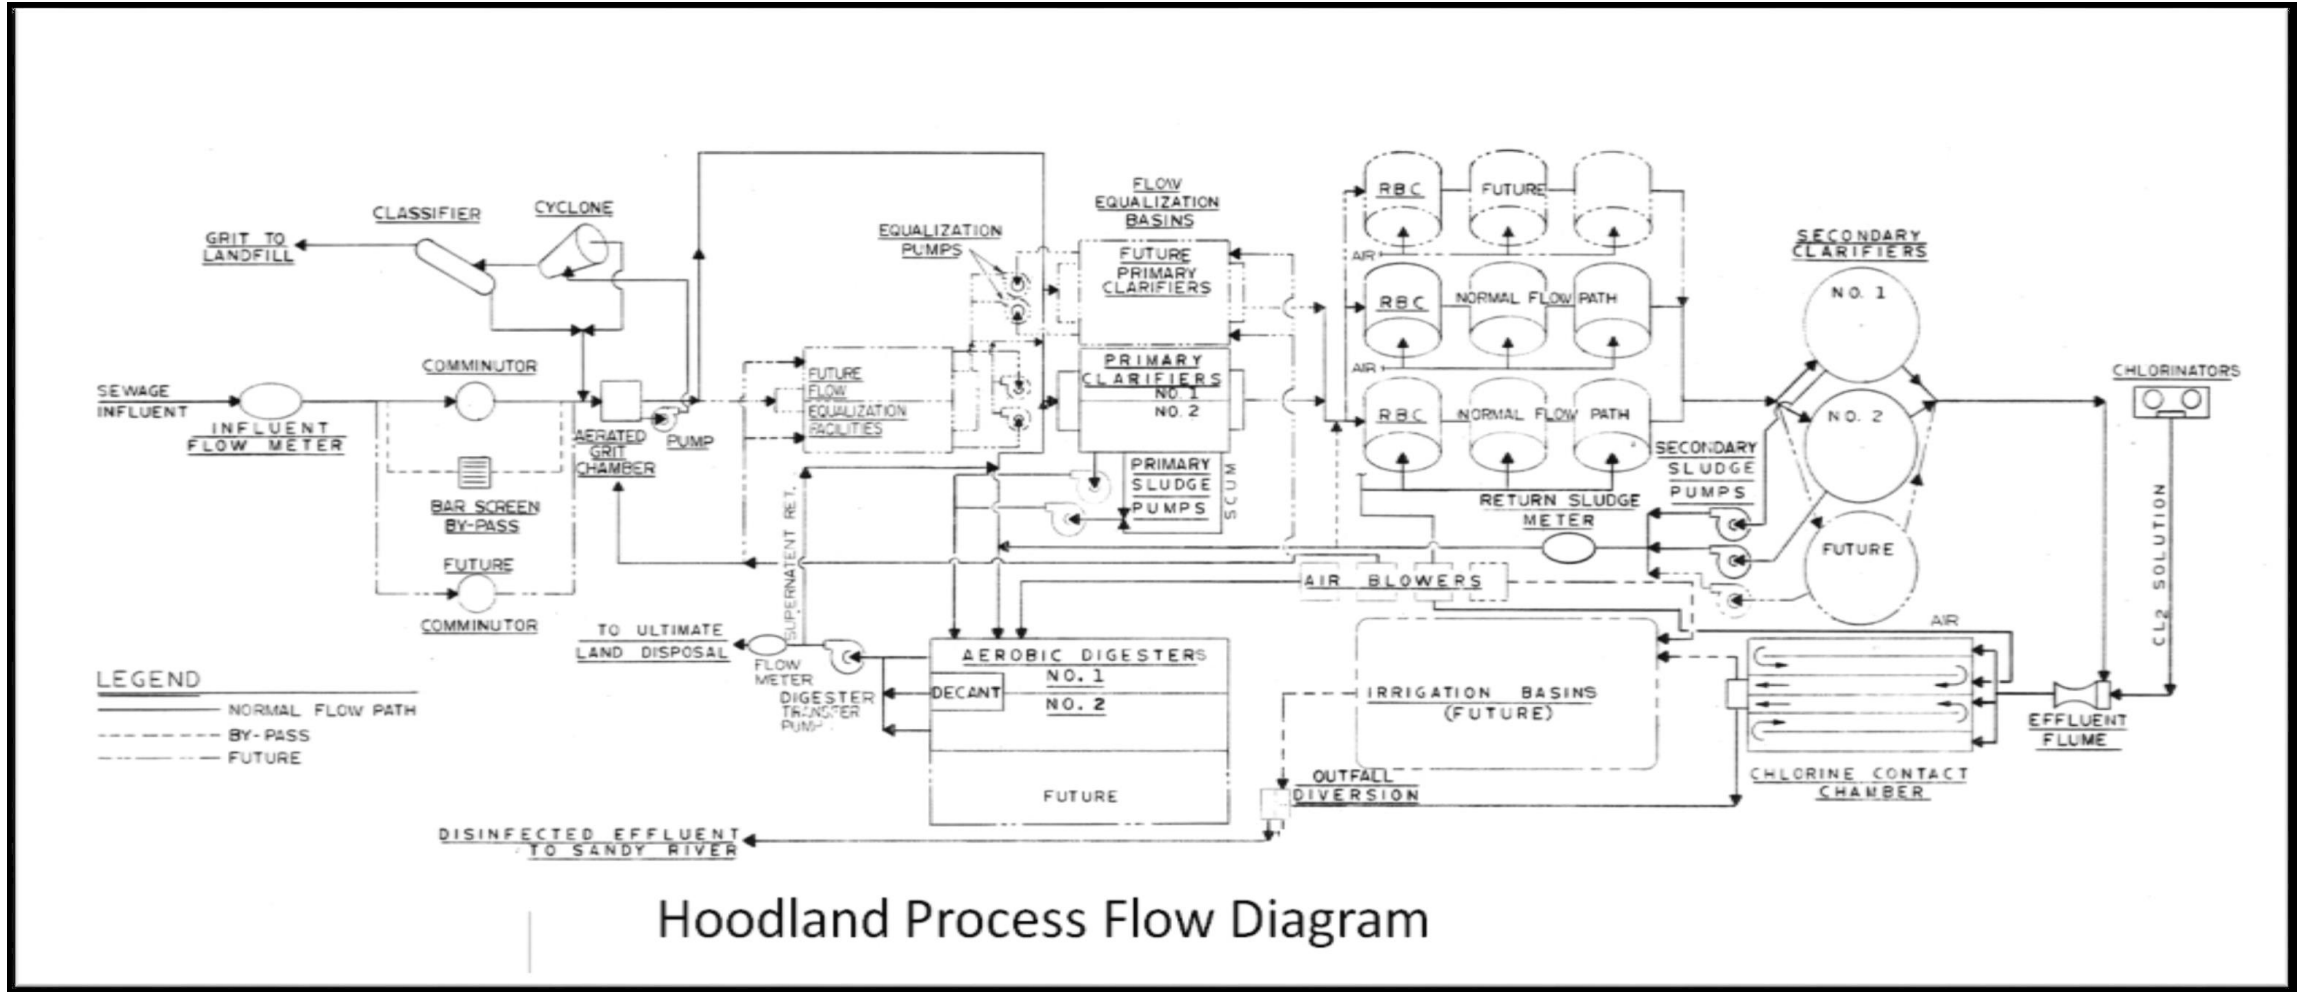 FLOW
EQUALIZATION
BASINS
CLASSIFIER
CYCLONE
GRIT TO
LANDFILL
EQUALIZATION
PUMPS
FUTURE
PRIMARY
CLARIFIERS
RBC
FUTURE
AIR
RBC
NORMAL FLOW PATH
AIR
RBC
NORMAL FLOW PATH
SECONDARY
CLARIFIERS
NO. 1
NO. 2
FUTURE
CHLORINATORS
CL2 SOLUTION
COMMINUTOR
SEWAGE
INFLUENT
INFLUENT
FLOW METER
AERATED
GRIT
CHAMBER
PUMP
BAR SCREEN
BY-PASS
FUTURE
COMMINUTOR
FUTURE
FLOW
EQUALIZATION
FACILITIES
PRIMARY
CLARIFIERS
NO. 1
NO. 2
PRIMARY
SLUDGE
PUMPS
SCUM
SECONDARY
SLUDGE
PUMPS
RETURN SLUDGE
METER
SUPERNATENT RET.
AIR BLOWERS
AIR
TO ULTIMATE
LAND DISPOSAL
FLOW
METER
DIGESTER
TRANSFER
PUMP
AEROBIC DIGESTERS
NO. 1
DECANT
NO. 2
FUTURE
IRRIGATION BASINS
(FUTURE)
EFFLUENT
FLUME
CHLORINE CONTACT
CHAMBER
OUTFALL
DIVERSION
LEGEND
NORMAL FLOW PATH
BY-PASS
FUTURE
DISINFECTED EFFLUENT
TO SANDY RIVER
Hoodland Process Flow Diagram